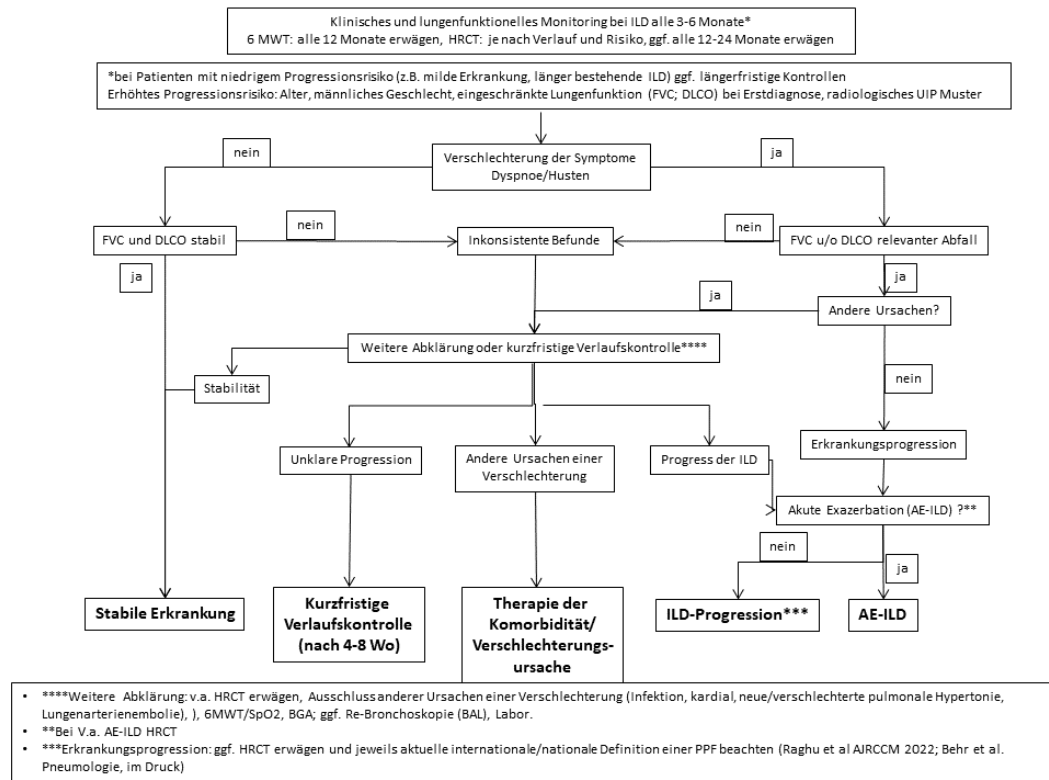 Klinisches und lungenfunktionelles Monitoring bei ILD alle 3-6 Monate*
6 MWT: alle 12 Monate erwägen, HRCT: je nach Verlauf und Risiko, ggf. alle 12-24 Monate erwägen
*bei Patienten mit niedrigem Progressionsrisiko (z.B. milde Erkrankung, länger bestehende ILD) ggf. längerfristige Kontrollen
Erhöhtes Progressionsrisiko: Alter, männliches Geschlecht, eingeschränkte Lungenfunktion (FVC; DLCO) bei Erstdiagnose, radiologisches UIP Muster
nein
Verschlechterung der Symptome
Dyspnoe/Husten
ja
FVC und DLCO stabil
nein
Inkonsistente Befunde
nein
FVC u/o DLCO relevanter Abfall
ja
ja
ja
Andere Ursachen?
Weitere Abklärung oder kurzfristige Verlaufskontrolle****
Stabilität
nein
Unklare Progression
Andere Ursachen einer
Verschlechterung
Progress der ILD
Erkrankungsprogression
Akute Exazerbation (AE-ILD) ?**
nein
ja
Stabile Erkrankung
Kurzfristige
Verlaufskontrolle
(nach 4-8 Wo)
Therapie der
Komorbidität/
Verschlechterungs-
ursache
ILD-Progression***
AE-ILD
• ****Weitere Abklärung: v.a. HRCT erwägen, Ausschluss anderer Ursachen einer Verschlechterung (Infektion, kardial, neue/verschlechterte pulmonale Hypertonie,
Lungenarterienembolie), ), 6MWT/SpO2, BGA; ggf. Re-Bronchoskopie (BAL), Labor.
• **Bei V.a. AE-ILD HRCT
• ***Erkrankungsprogression: ggf. HRCT erwägen und jeweils aktuelle internationale/nationale Definition einer PPF beachten (Raghu et al AJRCCM 2022; Behr et al.
Pneumologie, im Druck)